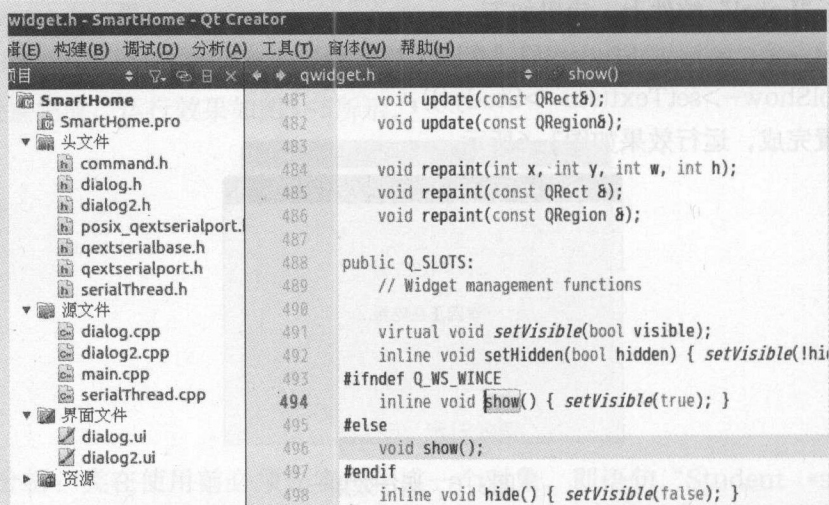 widget.h - SmartHome - Qt Creator
辑(E) 构建(B) 调试(D) 分析(A) 工具(T) 窗体(W) 帮助(H)
项目
qwidget.h
show()
SmartHome
SmartHome.pro
头文件
command.h
dialog.h
dialog2.h
posix_qextserialport.
qextserialbase.h
qextserialport.h
serialThread.h
源文件
dialog.cpp
dialog2.cpp
main.cpp
serialThread.cpp
界面文件
dialog.ui
dialog2.ui
资源
481 void update(const QRect&);
482 void update(const QRegion&);
483
484 void repaint(int x, int y, int w, int h);
485 void repaint(const QRect &);
486 void repaint(const QRegion &);
487
488 public Q_SLOTS:
489 // Widget management functions
490
491 virtual void setVisible(bool visible);
492 inline void setHidden(bool hidden) { setVisible(!hid
493 #ifndef Q_WS_WINCE
494 inline void show() { setVisible(true); }
495 #else
496 void show();
497 #endif
498 inline void hide() { setVisible(false); }